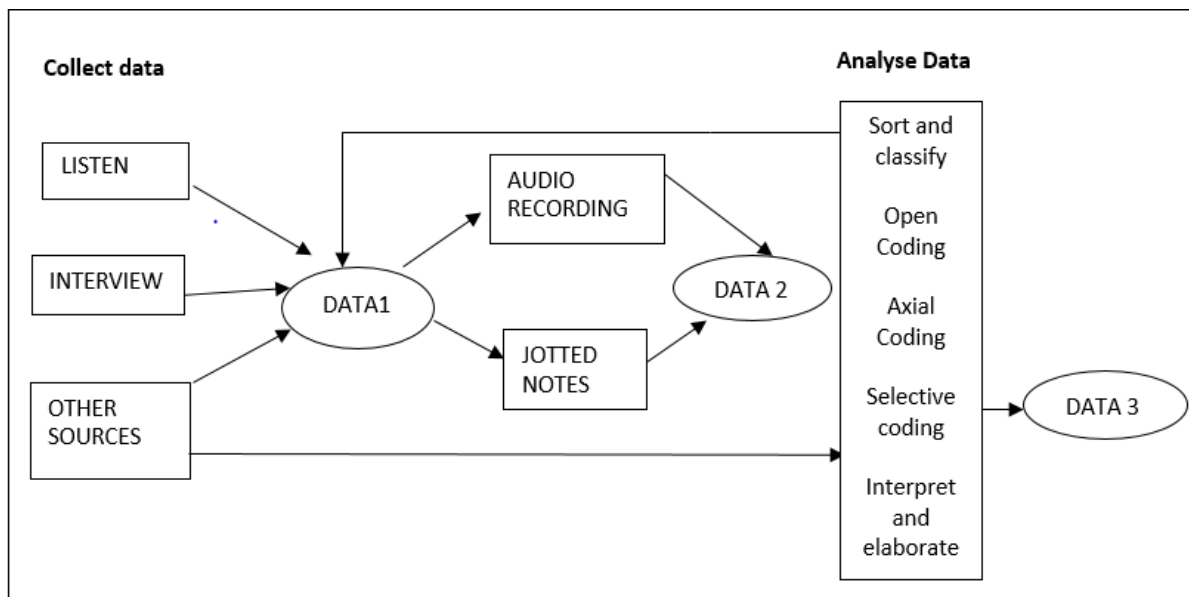 Collect data
LISTEN
INTERVIEW
OTHER
SOURCES
DATA1
AUDIO
RECORDING
JOTTED
NOTES
DATA 2
Analyse Data
Sort and
classify
Open
Coding
Axial
Coding
Selective
coding
Interpret
and
elaborate
DATA 3